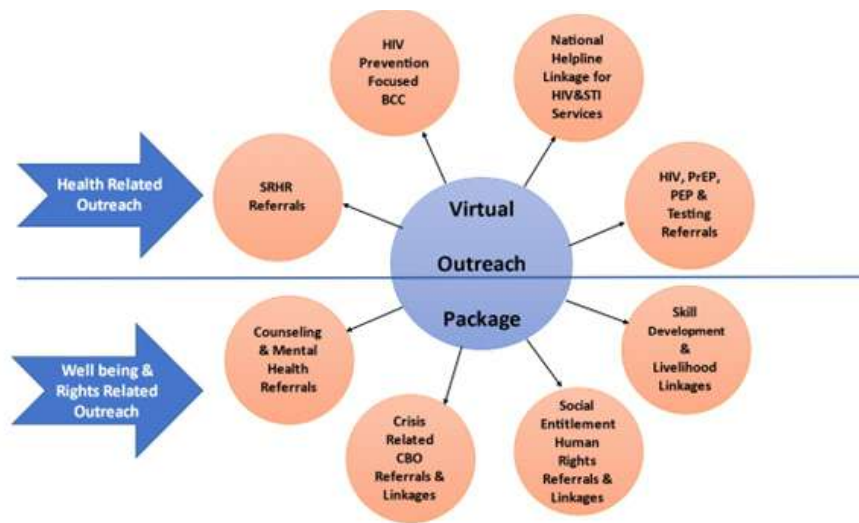 HIV
Prevention
Focused
BCC
National
Helpline
Linkage for
HIV&STI
Services
Health Related
Outreach
SRHR
Referrals
HIV, PrEP,
PEP &
Testing
Referrals
Virtual
Outreach
Package
Well being &
Rights Related
Outreach
Counseling
& Mental
Health
Referrals
Skill
Development
&
Livelihood
Linkages
Crisis
Related
CBO
Referrals &
Linkages
Social
Entitlement
Human
Rights
Referrals &
Linkages